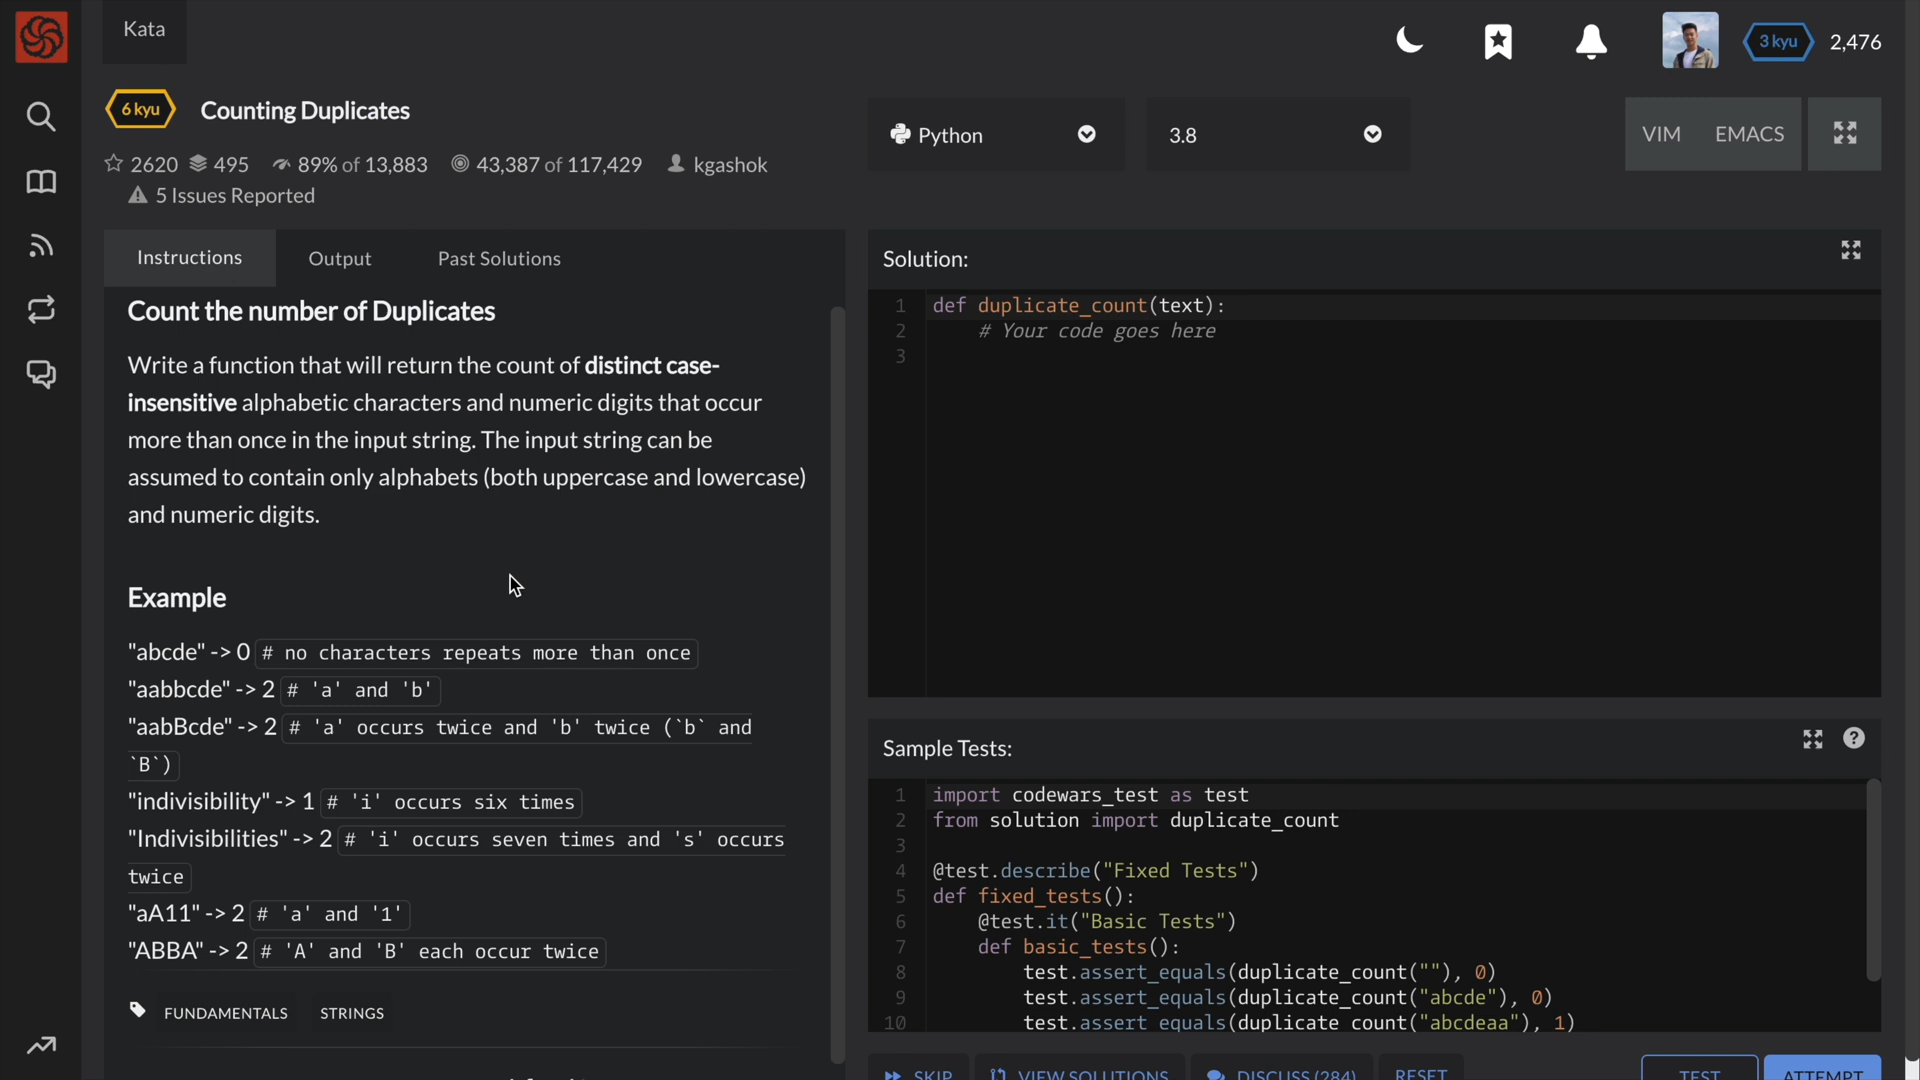 Kata
3 kyu 2,476
6 kyu Counting Duplicates
2620 495 89% of 13,883 43,387 of 117,429 kgashok
5 Issues Reported
Python 3.8 VIM EMACS
Instructions Output Past Solutions
Count the number of Duplicates
Write a function that will return the count of distinct case-
insensitive alphabetic characters and numeric digits that occur
more than once in the input string. The input string can be
assumed to contain only alphabets (both uppercase and lowercase)
and numeric digits.
Example
"abcde" -> 0 # no characters repeats more than once
"aabbcde" -> 2 # 'a' and 'b'
"aabBcde" -> 2 # 'a' occurs twice and 'b' twice (`b` and
`B`)
"indivisibility" -> 1 # 'i' occurs six times
"Indivisibilities" -> 2 # 'i' occurs seven times and 's' occurs
twice
"aA11" -> 2 # 'a' and '1'
"ABBA" -> 2 # 'A' and 'B' each occur twice
FUNDAMENTALS STRINGS
Solution:
1 def duplicate_count(text):
2 # Your code goes here
3
Sample Tests:
1 import codewars_test as test
2 from solution import duplicate_count
3
4 @test.describe("Fixed Tests")
5 def fixed_tests():
6 @test.it("Basic Tests")
7 def basic_tests():
8 test.assert_equals(duplicate_count(""), 0)
9 test.assert_equals(duplicate_count("abcde"), 0)
10 test.assert_equals(duplicate_count("abcdeaa"), 1)
SKIP VIEW SOLUTIONS DISCUSS (284) RESET TEST ATTEMPT